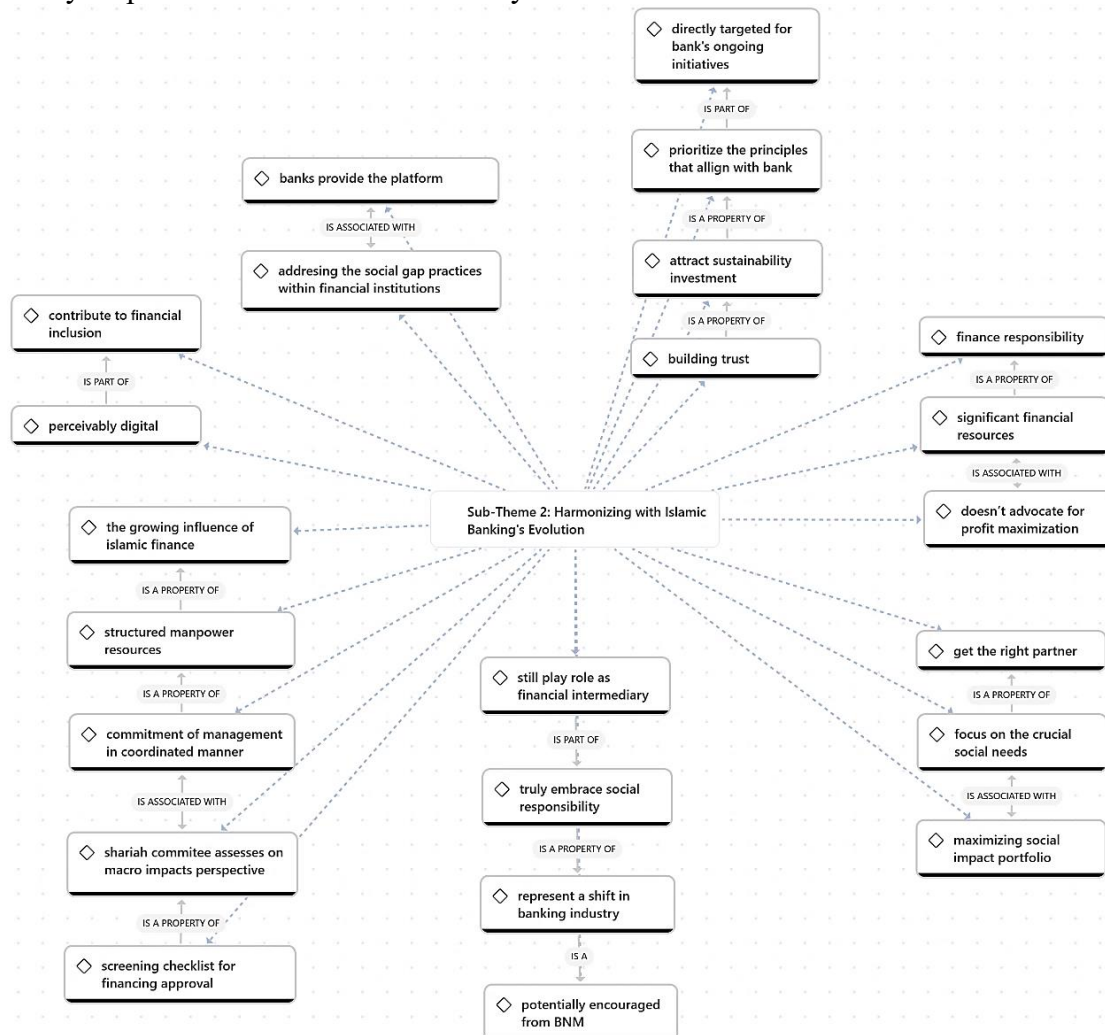 directly targeted for
bank's ongoing
initiatives
IS PART OF
prioritize the principles
that allign with bank
IS A PROPERTY OF
attract sustainability
investment
IS A PROPERTY OF
building trust
banks provide the platform
IS ASSOCIATED WITH
addresing the social gap practices
within financial institutions
contribute to financial
inclusion
IS PART OF
perceivably digital
finance responsibility
IS A PROPERTY OF
significant financial
resources
IS ASSOCIATED WITH
doesn't advocate for
profit maximization
Sub-Theme 2: Harmonizing with Islamic
Banking's Evolution
the growing influence of
islamic finance
IS A PROPERTY OF
structured manpower
resources
IS A PROPERTY OF
commitment of management
in coordinated manner
IS ASSOCIATED WITH
shariah commitee assesses on
macro impacts perspective
IS A PROPERTY OF
screening checklist for
financing approval
still play role as
financial intermediary
IS PART OF
truly embrace social
responsibility
IS A PROPERTY OF
represent a shift in
banking industry
IS A
potentially encouraged
from BNM
get the right partner
IS A PROPERTY OF
focus on the crucial
social needs
IS ASSOCIATED WITH
maximizing social
impact portfolio